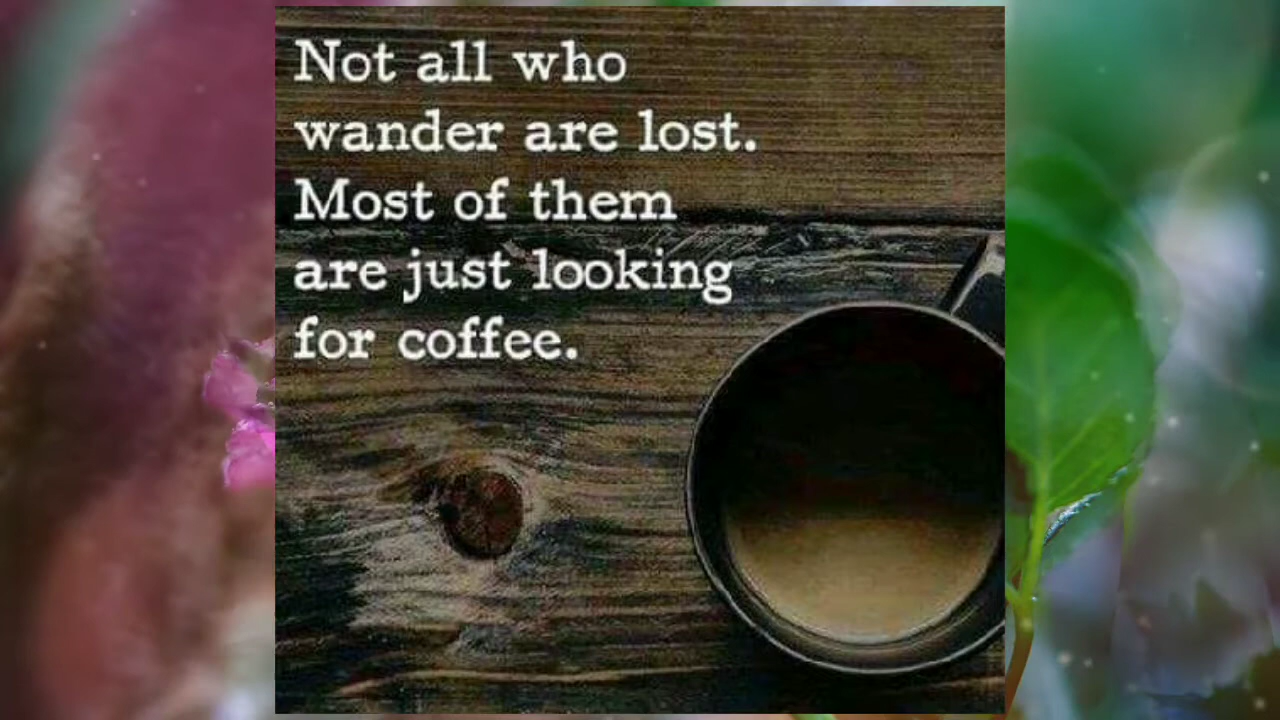 Not all who
wander are lost.
Most of them
are just looking
for coffee.